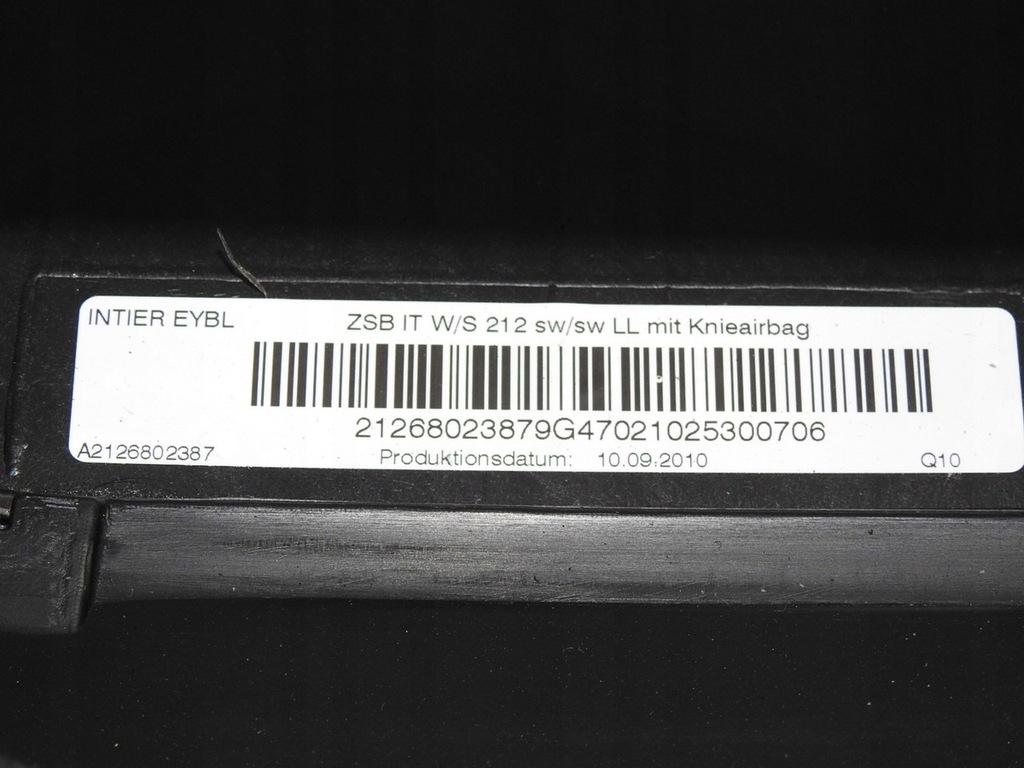 INTIER EYBL
ZSB IT W/S 212 sw/sw LL mit Knieairbag
21268023879G47021025300706
A2126802387
Produktionsdatum: 10.09.2010
Q10